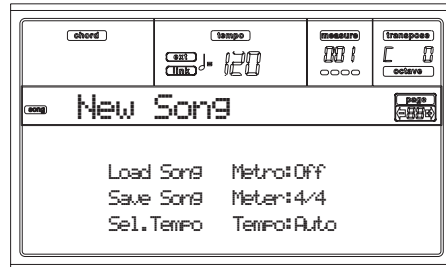 chord tempo measure transpose
ext link ♩= 120 001 C 0
octave
song New Song page
Load Song Metro:Off
Save Song Meter:4/4
Sel.Tempo Tempo:Auto